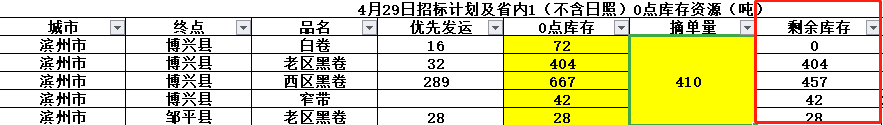 4月29日招标计划及省内1（不含日照）0点库存资源（吨）
城市 终点 品名 优先发运 0点库存 摘单量 剩余库存
滨州市 博兴县 白卷 16 72 0
滨州市 博兴县 老区黑卷 32 404 404
滨州市 博兴县 西区黑卷 289 667 410 457
滨州市 博兴县 窄带 42 42
滨州市 邹平县 老区黑卷 28 28 28